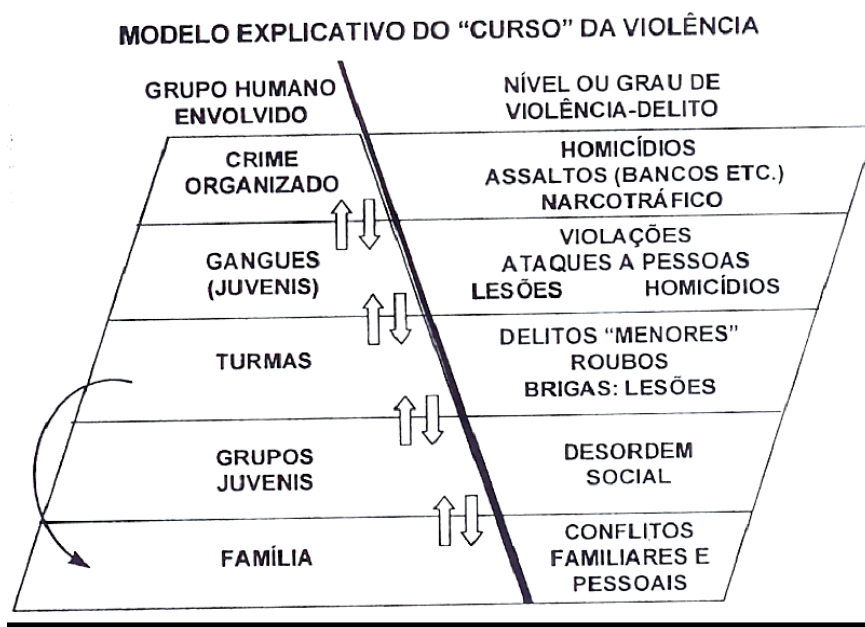 MODELO EXPLICATIVO DO “CURSO” DA VIOLÊNCIA
GRUPO HUMANO
ENVOLVIDO
NÍVEL OU GRAU DE
VIOLÊNCIA-DELITO
CRIME
ORGANIZADO
HOMICÍDIOS
ASSALTOS (BANCOS ETC.)
NARCOTRÁFICO
GANGUES
(JUVENIS)
VIOLAÇÕES
ATAQUES A PESSOAS
LESÕES HOMICÍDIOS
TURMAS
DELITOS “MENORES”
ROUBOS
BRIGAS: LESÕES
GRUPOS
JUVENIS
DESORDEM
SOCIAL
FAMÍLIA
CONFLITOS
FAMILIARES E
PESSOAIS